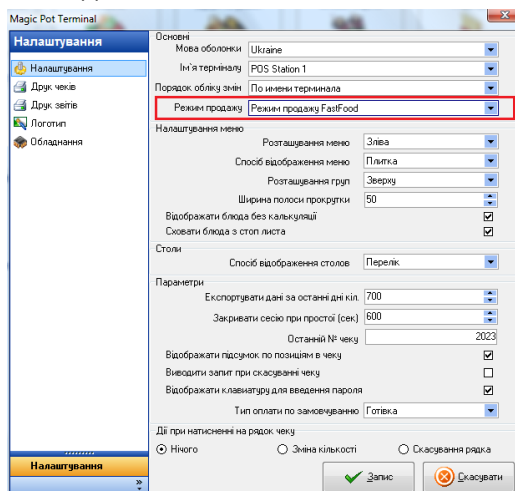 Magic Pot Terminal
Налаштування
Налаштування
Друк чеків
Друк звітів
Логотип
Обладнання
Налаштування
Основні
Мова оболонки Ukraine
Ім'я терміналу POS Station 1
Порядок обліку змін По имени терминала
Режим продажу Режим продажу FastFood
Налаштування меню
Розташування меню Зліва
Спосіб відображення меню Плитка
Розташування груп Зверху
Ширина полоси прокрутки 50
Відображати блюда без калькуляції
Сховати блюда з стоп листа
Столи
Спосіб відображення столов Перелік
Параметри
Експортувати дані за останні дні кіл. 700
Закривати сесію при простої (сек) 600
Останній № чеку 2023
Відображати підсумок по позиціям в чеку
Виводити запит при скасуванні чеку
Відображати клавиатуру для введення пароля
Тип оплати по замовчуванню Готівка
Дії при натисненні на рядок чеку
Нічого Зміна кількості Скасування рядка
Запис Скасувати